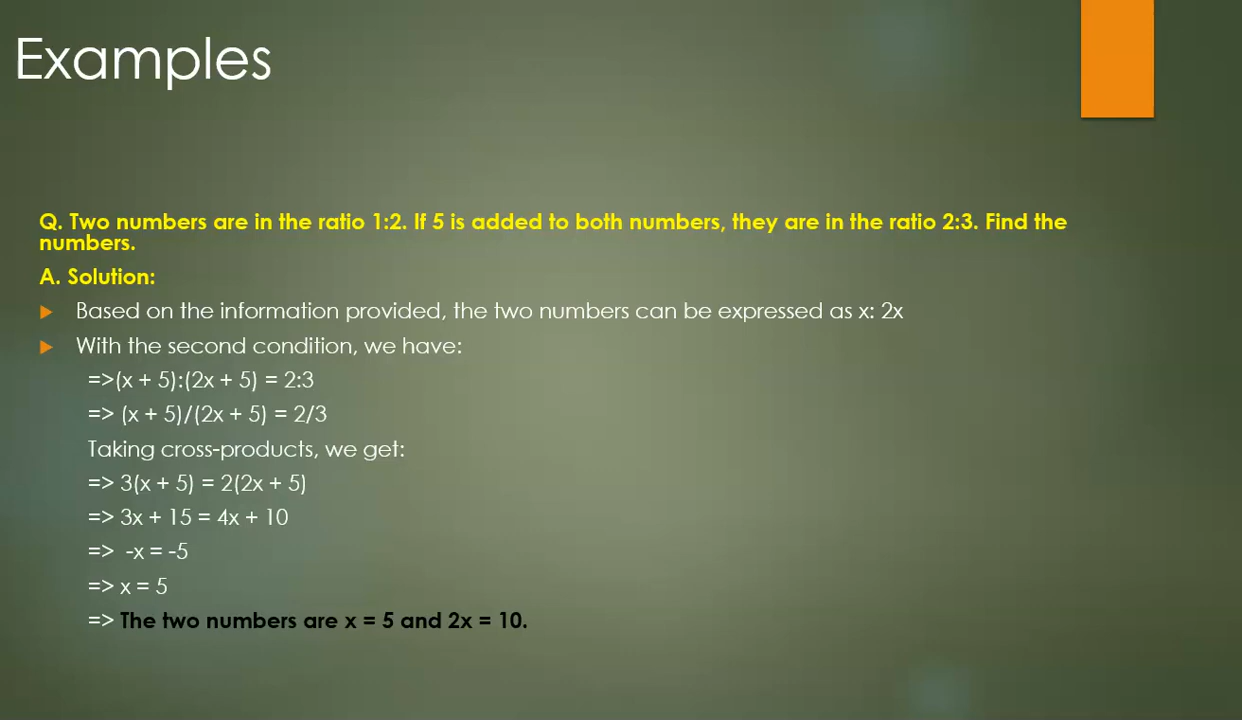 Examples
Q. Two numbers are in the ratio 1:2. If 5 is added to both numbers, they are in the ratio 2:3. Find the
numbers.
A. Solution:
Based on the information provided, the two numbers can be expressed as x: 2x
With the second condition, we have:
=>(x + 5):(2x + 5) = 2:3
=> (x + 5)/(2x + 5) = 2/3
Taking cross-products, we get:
=> 3(x + 5) = 2(2x + 5)
=> 3x + 15 = 4x + 10
=> -x = -5
=> x = 5
=> The two numbers are x = 5 and 2x = 10.